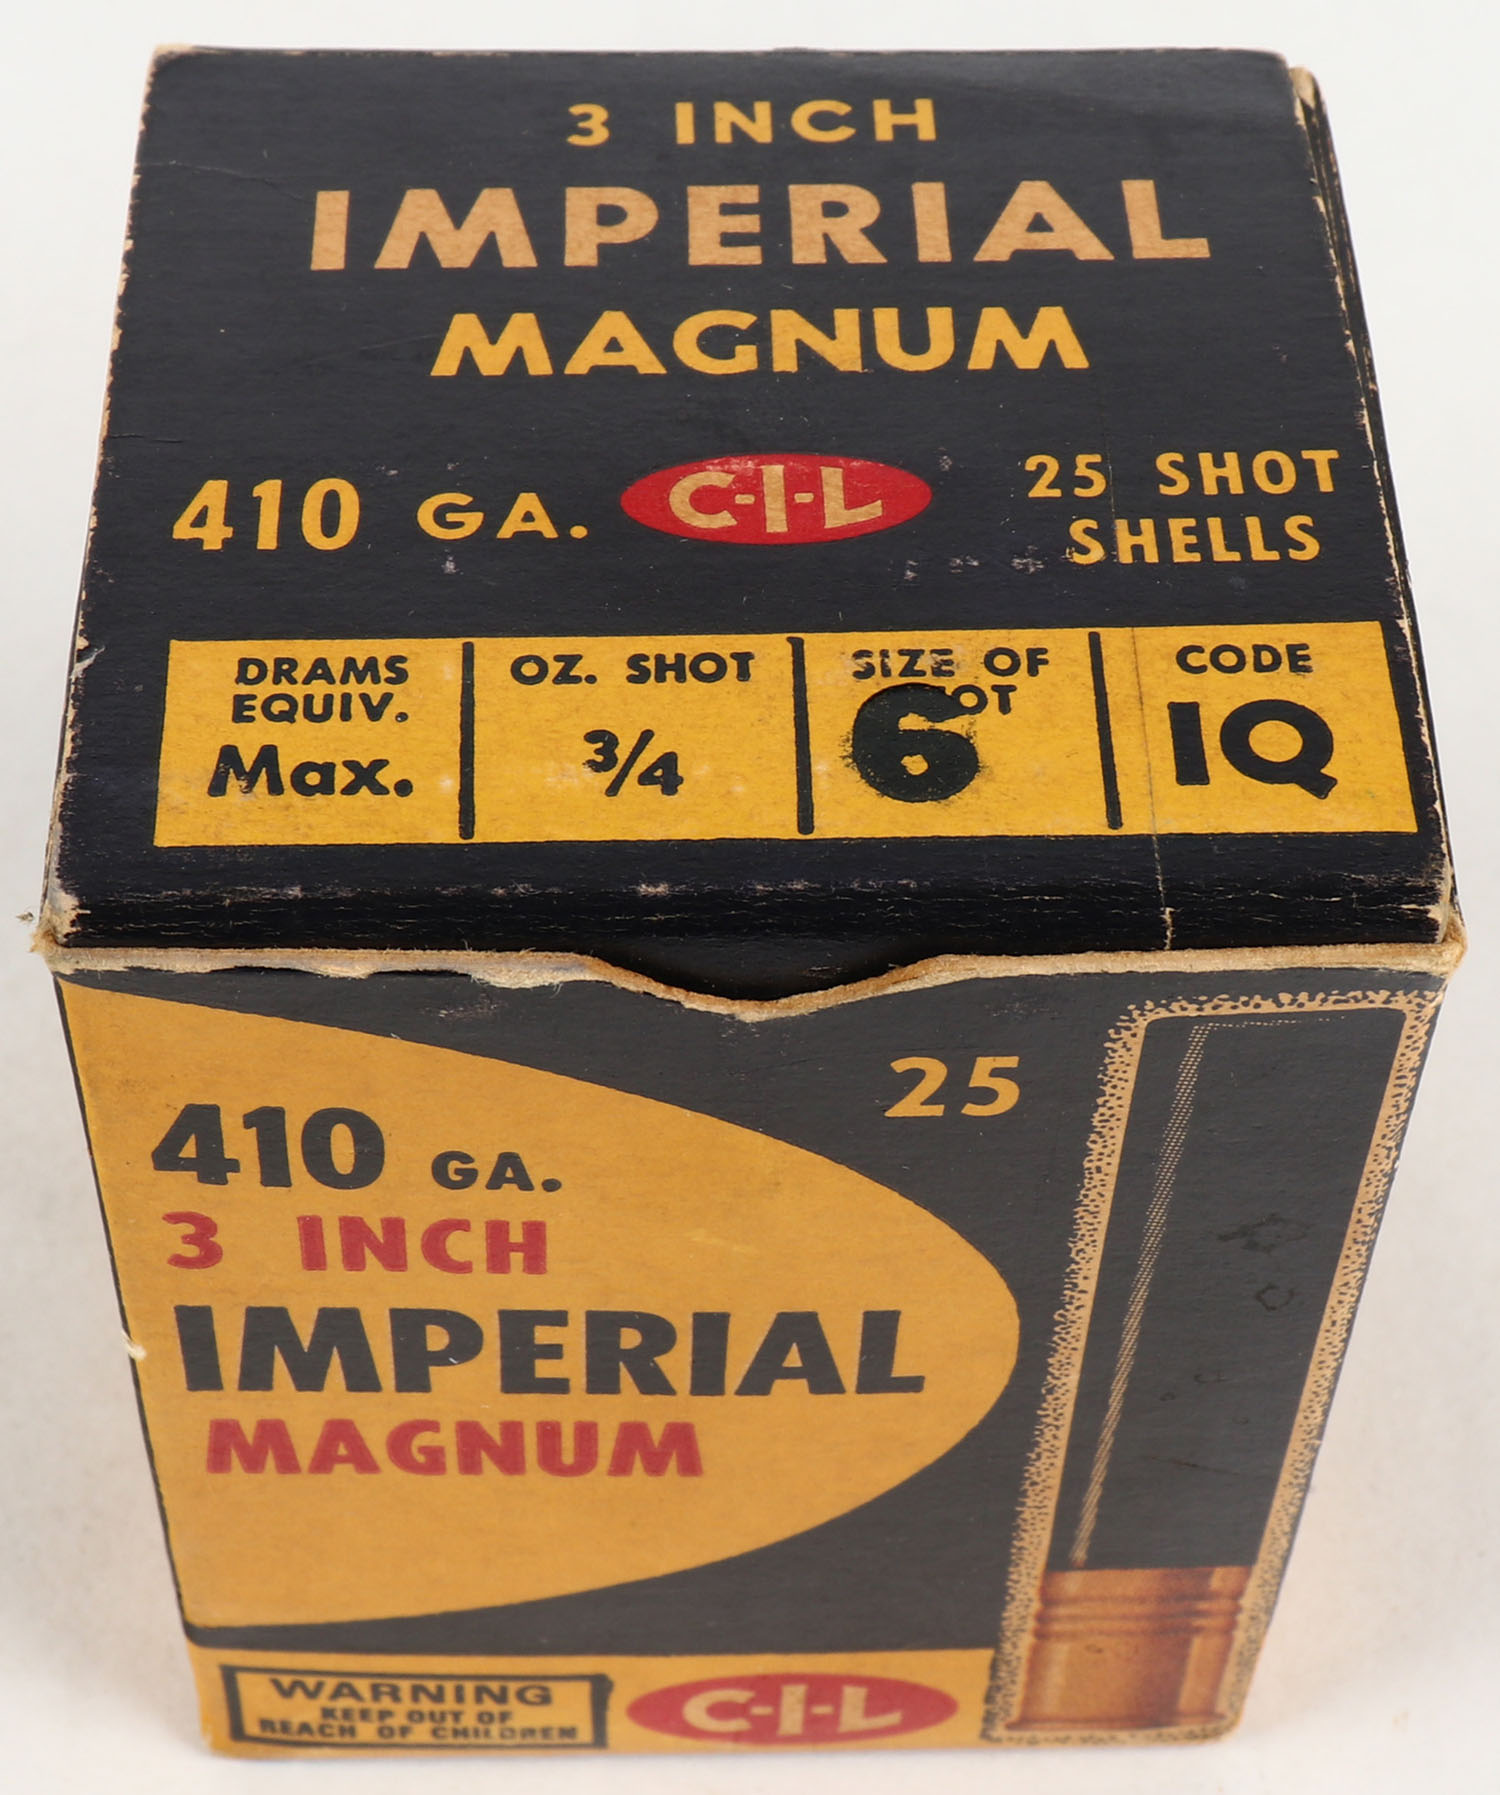 3 INCH
IMPERIAL
MAGNUM
410 GA. C-I-L 25 SHOT
SHELLS
DRAMS EQUIV. Max.
OZ. SHOT 3/4
SIZE OF 6
CODE IQ
25
410 GA.
3 INCH
IMPERIAL
MAGNUM
WARNING
KEEP OUT OF
REACH OF CHILDREN
C-I-L